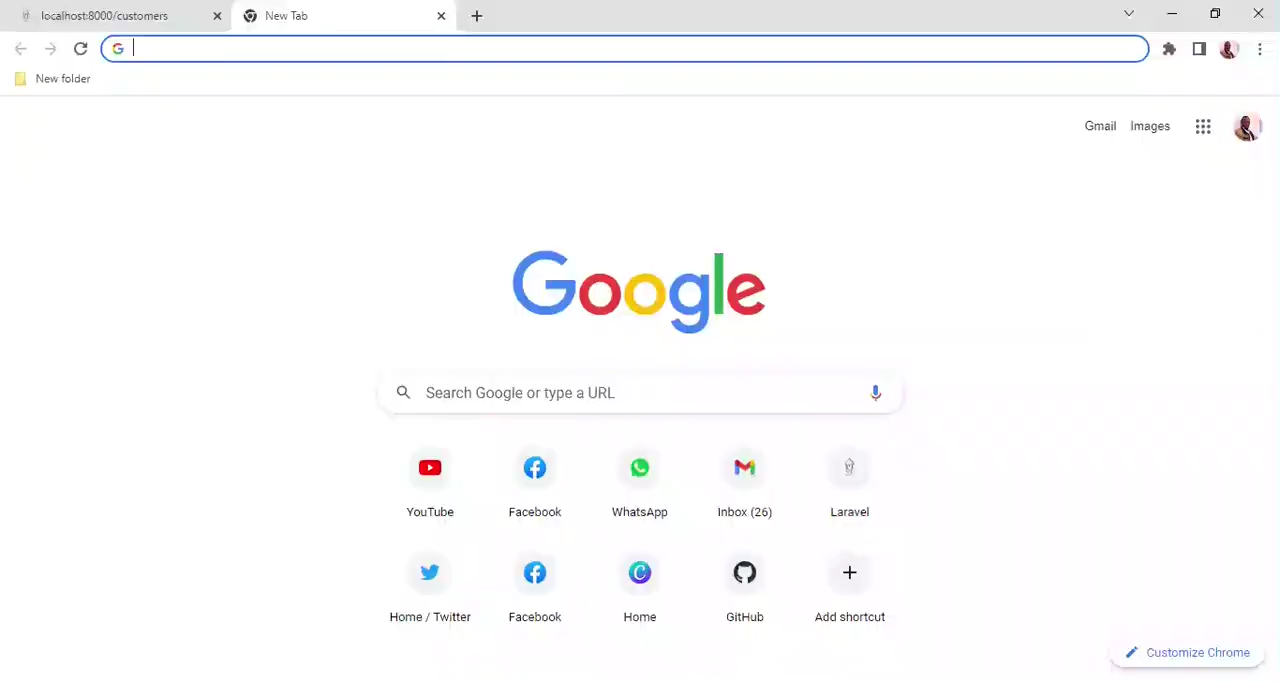 localhost:8000/customers
New Tab
New folder
Gmail Images
Google
Search Google or type a URL
YouTube Facebook WhatsApp Inbox (26) Laravel
Home / Twitter Facebook Home GitHub Add shortcut
Customize Chrome